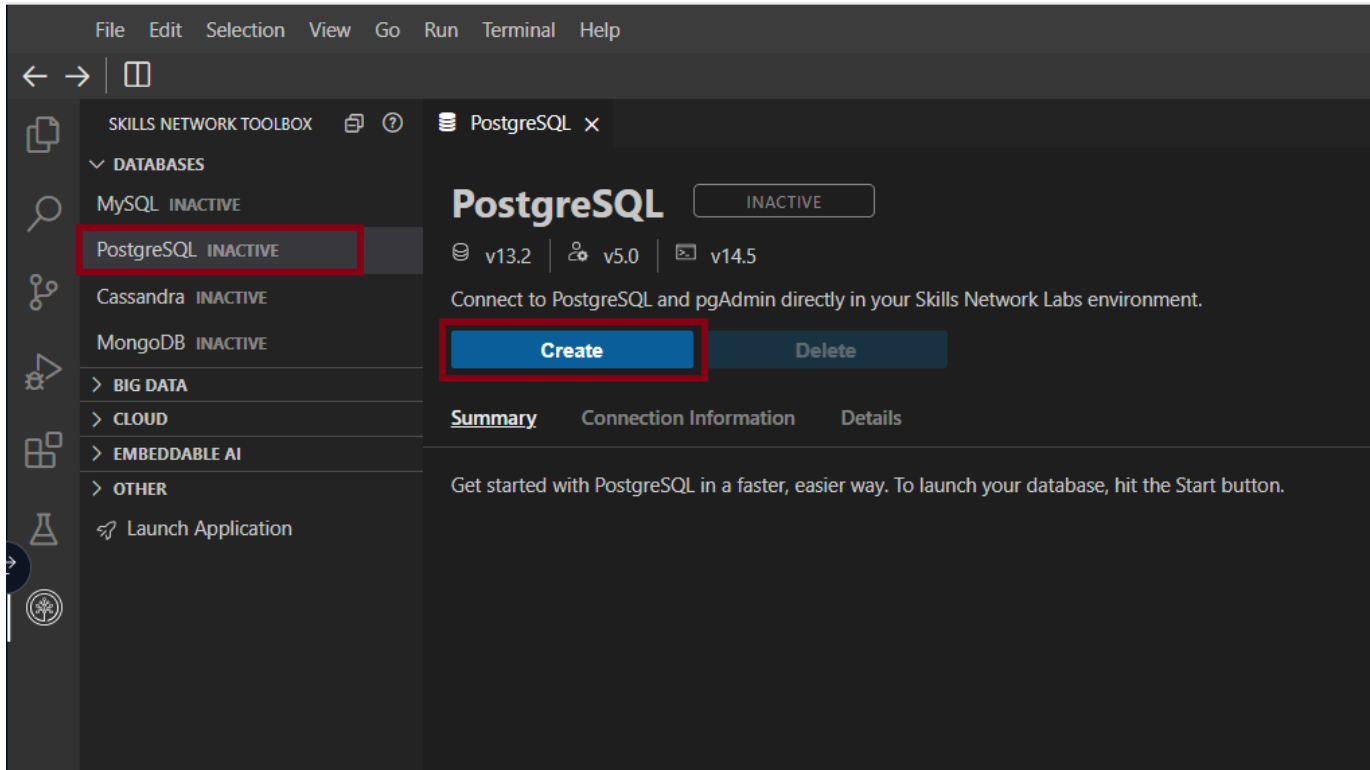 File Edit Selection View Go Run Terminal Help
SKILLS NETWORK TOOLBOX
DATABASES
MySQL INACTIVE
PostgreSQL INACTIVE
Cassandra INACTIVE
MongoDB INACTIVE
BIG DATA
CLOUD
EMBEDDABLE AI
OTHER
Launch Application
PostgreSQL
PostgreSQL INACTIVE
v13.2 v5.0 v14.5
Connect to PostgreSQL and pgAdmin directly in your Skills Network Labs environment.
Create Delete
Summary Connection Information Details
Get started with PostgreSQL in a faster, easier way. To launch your database, hit the Start button.